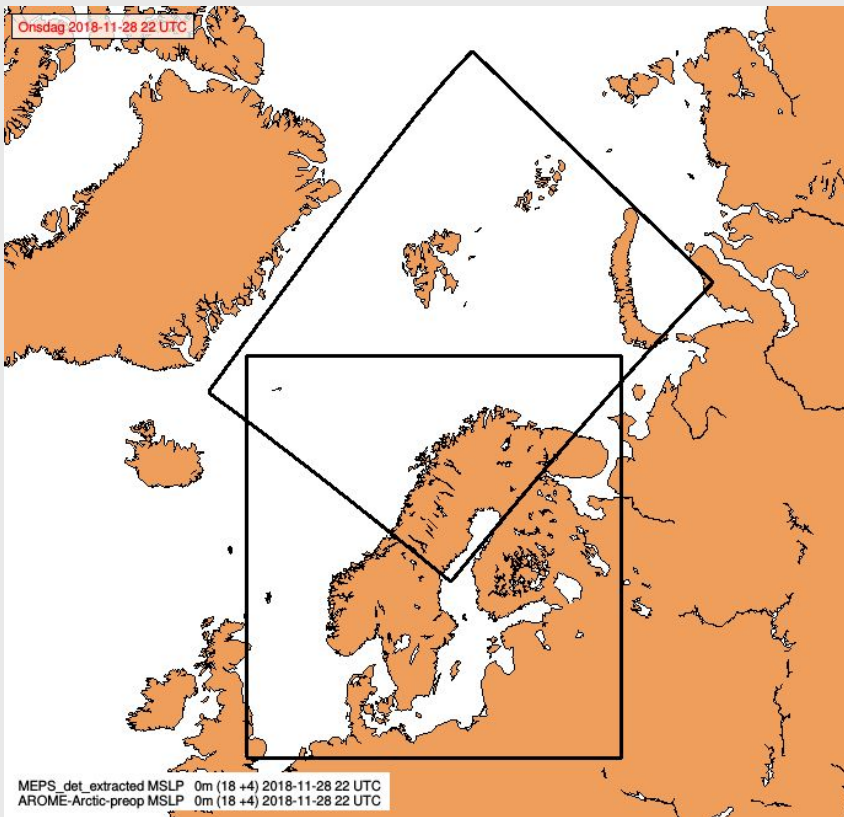 Onsdag 2018-11-28 22 UTC
MEPS_det_extracted MSLP 0m (18 +4) 2018-11-28 22 UTC
AROME-Arctic-preop MSLP 0m (18 +4) 2018-11-28 22 UTC